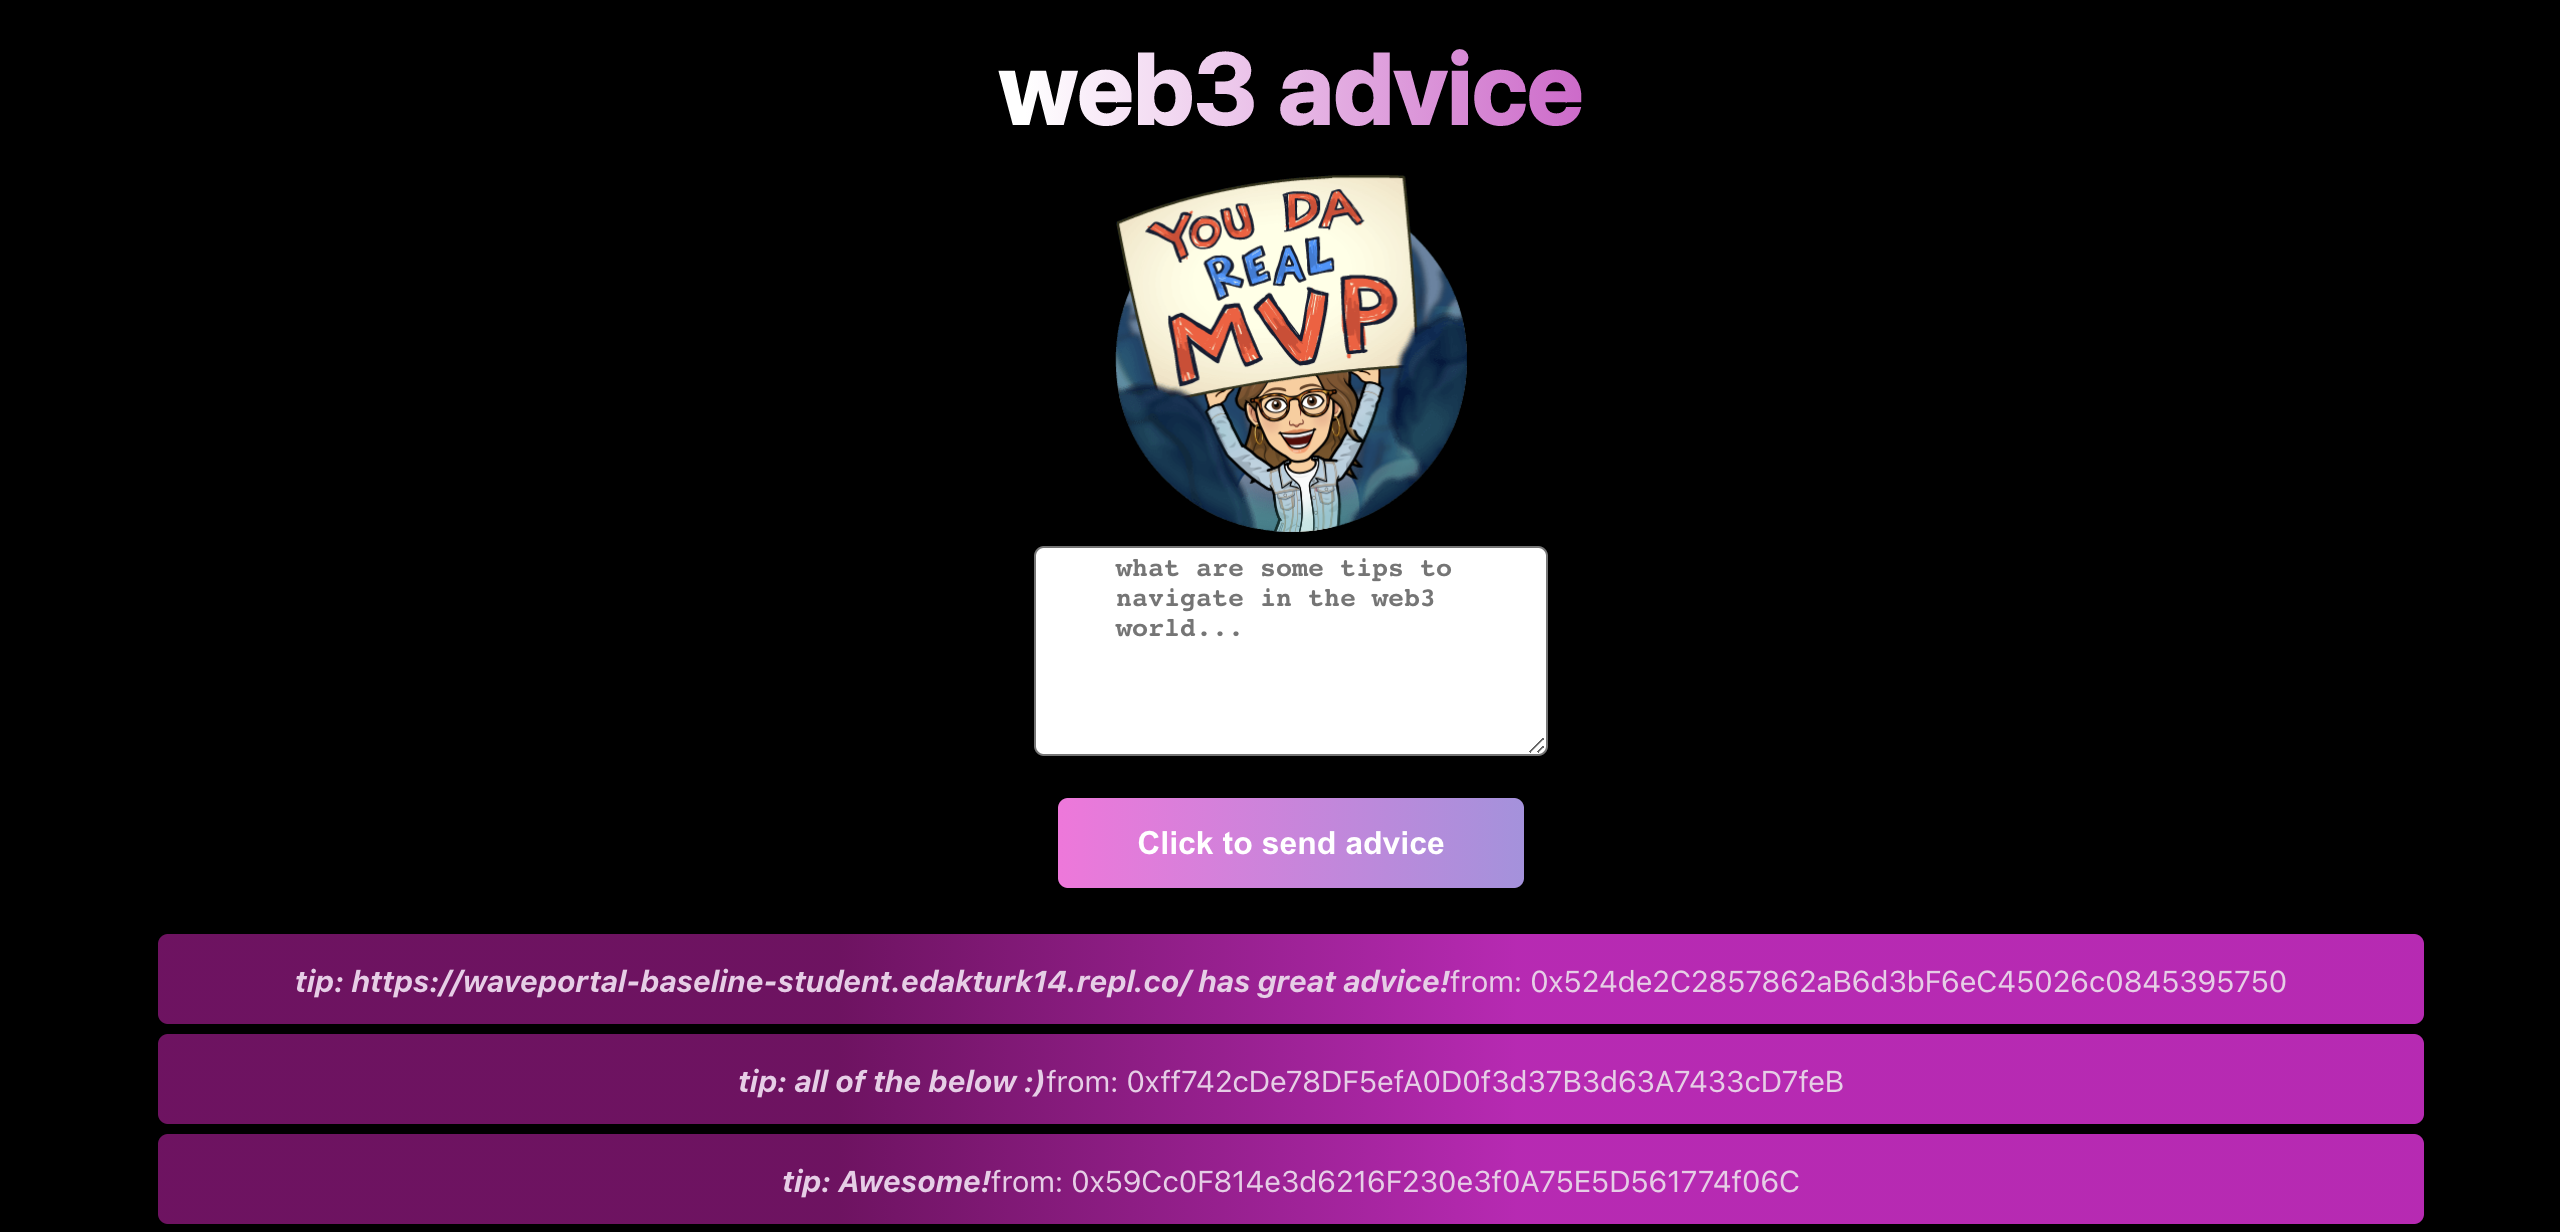 web3 advice
YOU DA
REAL
MVP
what are some tips to
navigate in the web3
world...
Click to send advice
tip: https://waveportal-baseline-student.edakturk14.repl.co/ has great advice!from: 0x524de2C2857862aB6d3bF6eC45026c0845395750
tip: all of the below :)from: 0xff742cDe78DF5efA0D0f3d37B3d63A7433cD7feB
tip: Awesome!from: 0x59Cc0F814e3d6216F230e3f0A75E5D561774f06C